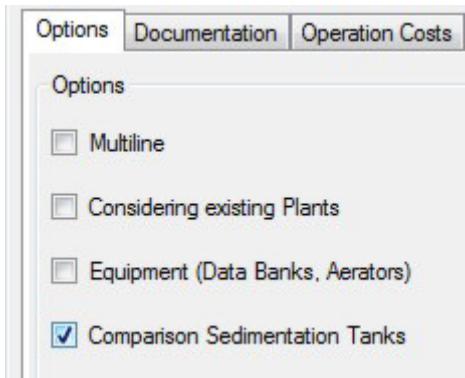 Options Documentation Operation Costs
Options
Multiline
Considering existing Plants
Equipment (Data Banks, Aerators)
Comparison Sedimentation Tanks